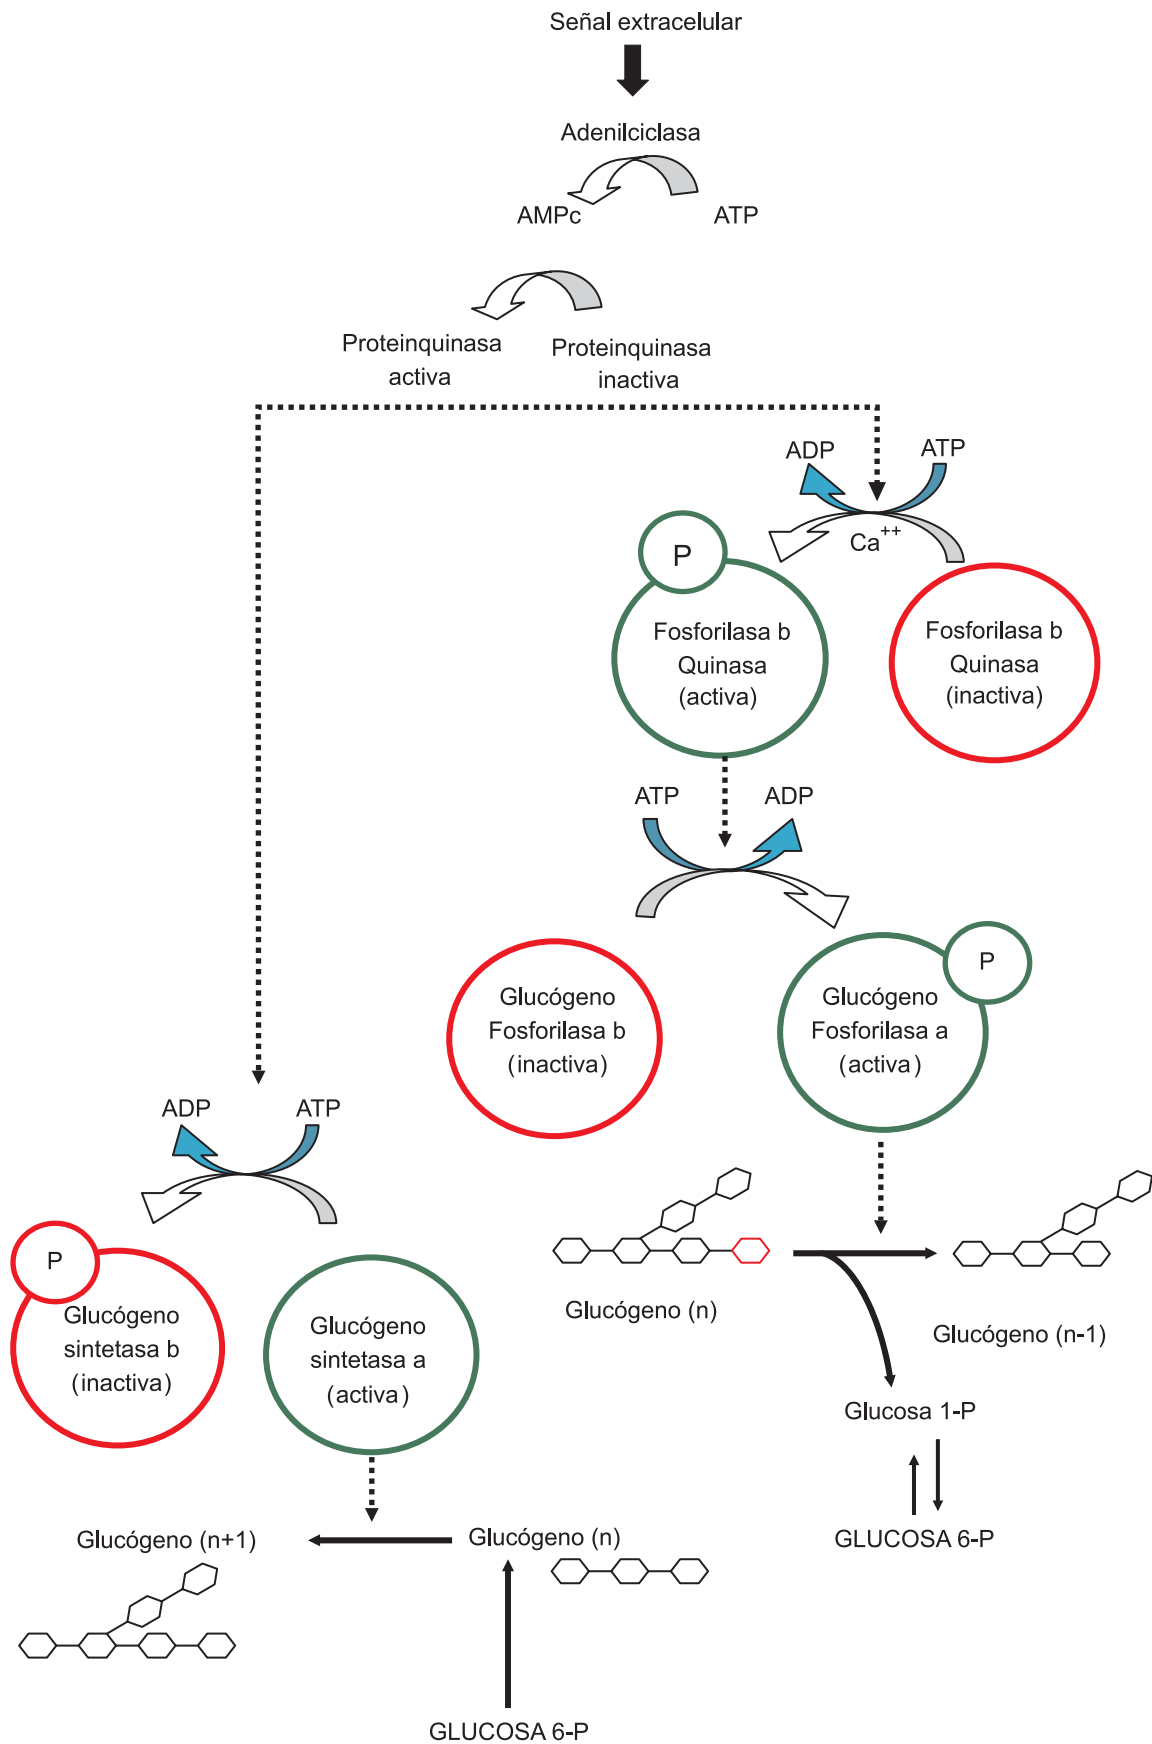 Señal extracelular
Adenilciclasa
AMPc
ATP
Proteinquinasa
activa
Proteinquinasa
inactiva
ADP
ATP
Ca++
P
Fosforilasa b
Quinasa
(activa)
Fosforilasa b
Quinasa
(inactiva)
ATP
ADP
Glucógeno
Fosforilasa b
(inactiva)
P
Glucógeno
Fosforilasa a
(activa)
ADP
ATP
P
Glucógeno
sintetasa b
(inactiva)
Glucógeno
sintetasa a
(activa)
Glucógeno (n)
Glucógeno (n-1)
Glucosa 1-P
GLUCOSA 6-P
Glucógeno (n+1)
Glucógeno (n)
GLUCOSA 6-P